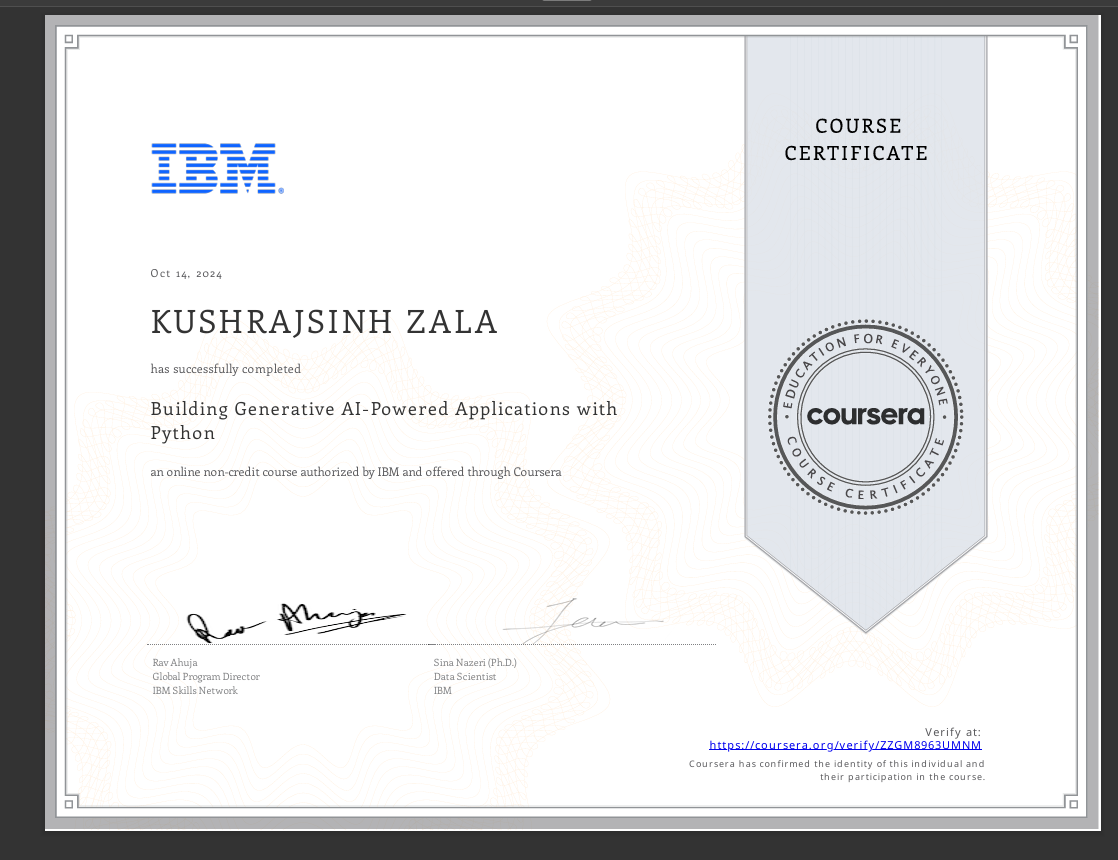 COURSE
CERTIFICATE
IBM®
Oct 14, 2024
KUSHRAJSINH ZALA
has successfully completed
Building Generative AI-Powered Applications with
Python
an online non-credit course authorized by IBM and offered through Coursera
EDUCATION FOR EVERYONE
coursera
COURSE CERTIFICATE
Rav Ahuja
Rav Ahuja
Global Program Director
IBM Skills Network
Sina Nazeri (Ph.D.)
Data Scientist
IBM
Verify at:
https://coursera.org/verify/ZZGM8963UMNM
Coursera has confirmed the identity of this individual and
their participation in the course.